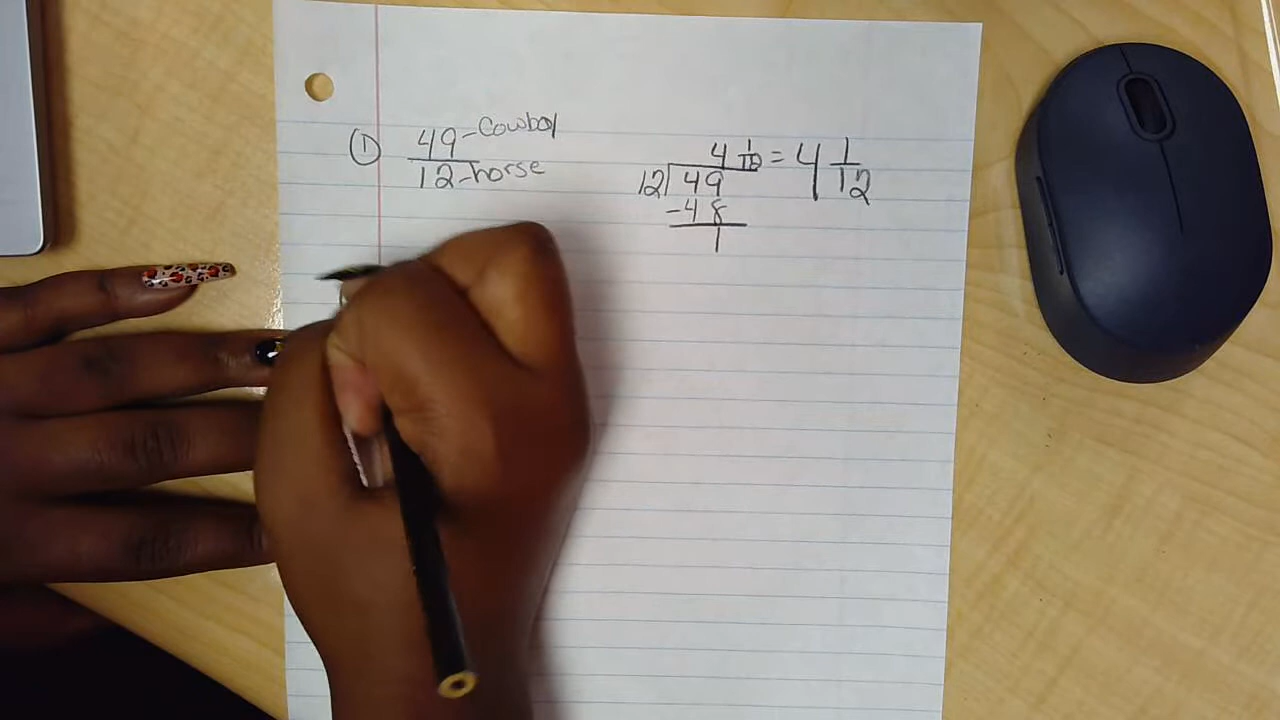 ① 49 - Cowboy
12 - horse
4 1/12 = 4 1/12
12 49
-48
1